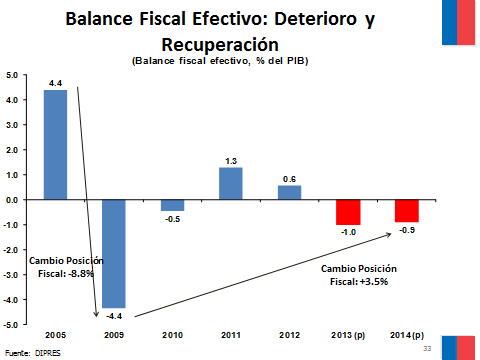 Balance Fiscal Efectivo: Deterioro y
Recuperación
(Balance fiscal efectivo, % del PIB)
5.0
4.0
3.0
2.0
1.0
0.0
-1.0
-2.0
-3.0
-4.0
-5.0
4.4
-4.4
-0.5
1.3
0.6
-1.0
-0.9
Cambio Posición
Fiscal: -8.8%
Cambio Posición
Fiscal: +3.5%
2005 2009 2010 2011 2012 2013 (p) 2014 (p)
Fuente: DIPRES
33